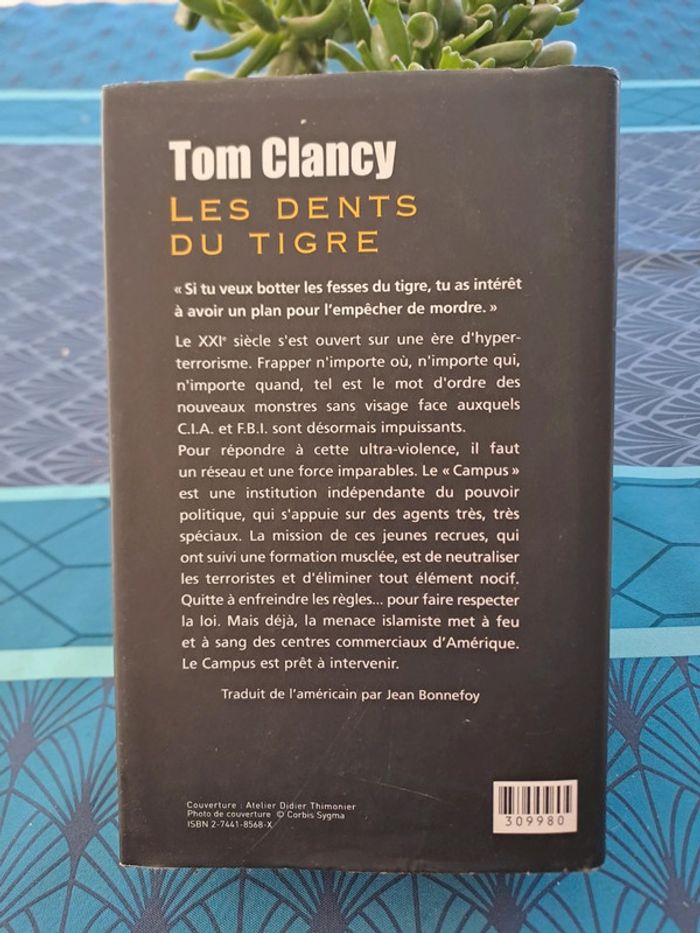 Tom Clancy
LES DENTS
DU TIGRE
« Si tu veux botter les fesses du tigre, tu as intérêt
à avoir un plan pour l'empêcher de mordre. »
Le XXIe siècle s'est ouvert sur une ère d'hyper-
terrorisme. Frapper n'importe où, n'importe qui,
n'importe quand, tel est le mot d'ordre des
nouveaux monstres sans visage face auxquels
C.I.A. et F.B.I. sont désormais impuissants.
Pour répondre à cette ultra-violence, il faut
un réseau et une force imparables. Le « Campus »
est une institution indépendante du pouvoir
politique, qui s'appuie sur des agents très, très
spéciaux. La mission de ces jeunes recrues, qui
ont suivi une formation musclée, est de neutraliser
les terroristes et d'éliminer tout élément nocif.
Quitte à enfreindre les règles... pour faire respecter
la loi. Mais déjà, la menace islamiste met à feu
et à sang des centres commerciaux d'Amérique.
Le Campus est prêt à intervenir.
Traduit de l'américain par Jean Bonnefoy
Couverture : Atelier Didier Thimonier
Photo de couverture © Corbis Sygma
ISBN 2-7441-8568-X
309980